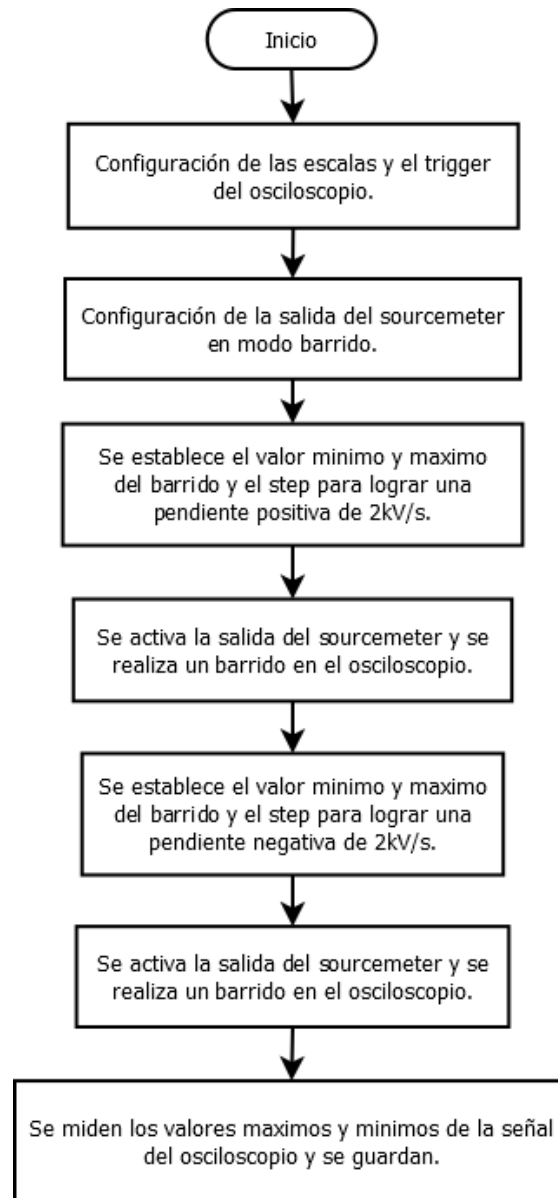 Inicio
Configuración de las escalas y el trigger
del osciloscopio.
Configuración de la salida del sourcemeter
en modo barrido.
Se establece el valor minimo y maximo
del barrido y el step para lograr una
pendiente positiva de 2kV/s.
Se activa la salida del sourcemeter y se
realiza un barrido en el osciloscopio.
Se establece el valor minimo y maximo
del barrido y el step para lograr una
pendiente negativa de 2kV/s.
Se activa la salida del sourcemeter y se
realiza un barrido en el osciloscopio.
Se miden los valores maximos y minimos de la señal
del osciloscopio y se guardan.